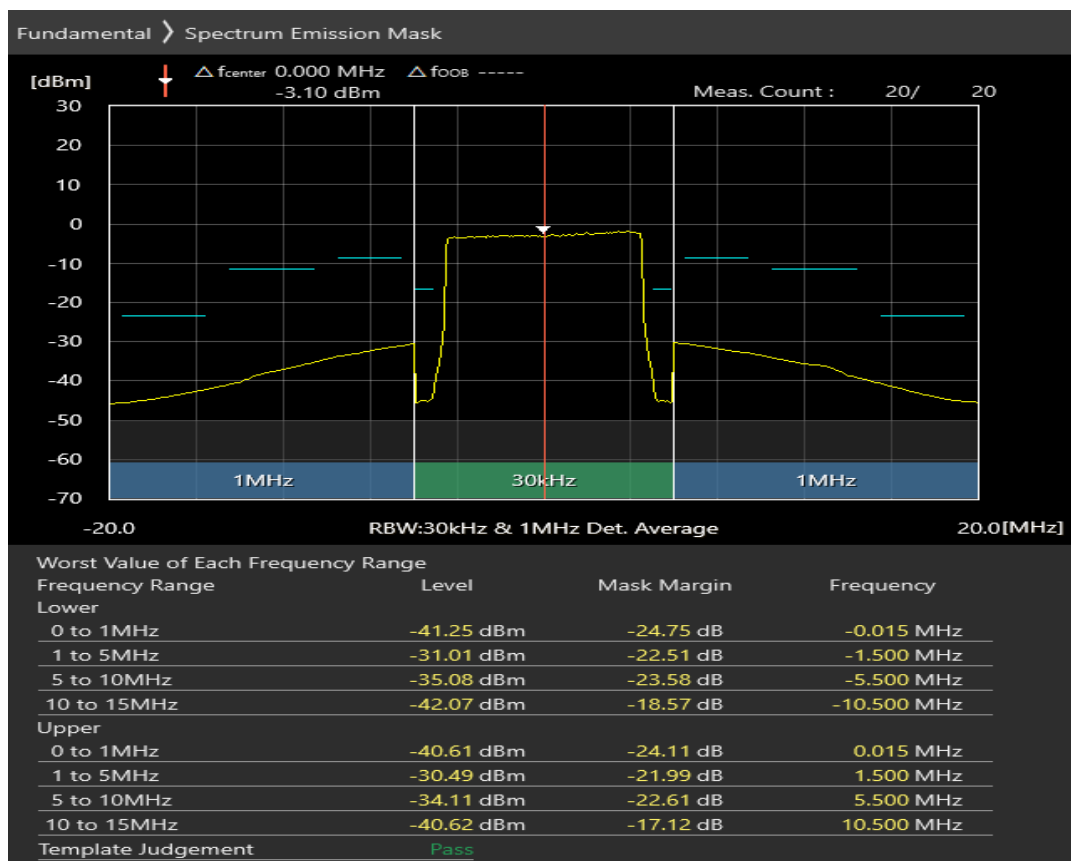 Fundamental ❯ Spectrum Emission Mask
[dBm] △ fcenter 0.000 MHz △ fOOB -----
-3.10 dBm Meas. Count : 20/ 20
30
20
10
0
-10
-20
-30
-40
-50
-60
1MHz 30kHz 1MHz
-70
-20.0 RBW:30kHz & 1MHz Det. Average 20.0[MHz]
Worst Value of Each Frequency Range
Frequency Range Level Mask Margin Frequency
Lower
0 to 1MHz -41.25 dBm -24.75 dB -0.015 MHz
1 to 5MHz -31.01 dBm -22.51 dB -1.500 MHz
5 to 10MHz -35.08 dBm -23.58 dB -5.500 MHz
10 to 15MHz -42.07 dBm -18.57 dB -10.500 MHz
Upper
0 to 1MHz -40.61 dBm -24.11 dB 0.015 MHz
1 to 5MHz -30.49 dBm -21.99 dB 1.500 MHz
5 to 10MHz -34.11 dBm -22.61 dB 5.500 MHz
10 to 15MHz -40.62 dBm -17.12 dB 10.500 MHz
Template Judgement Pass